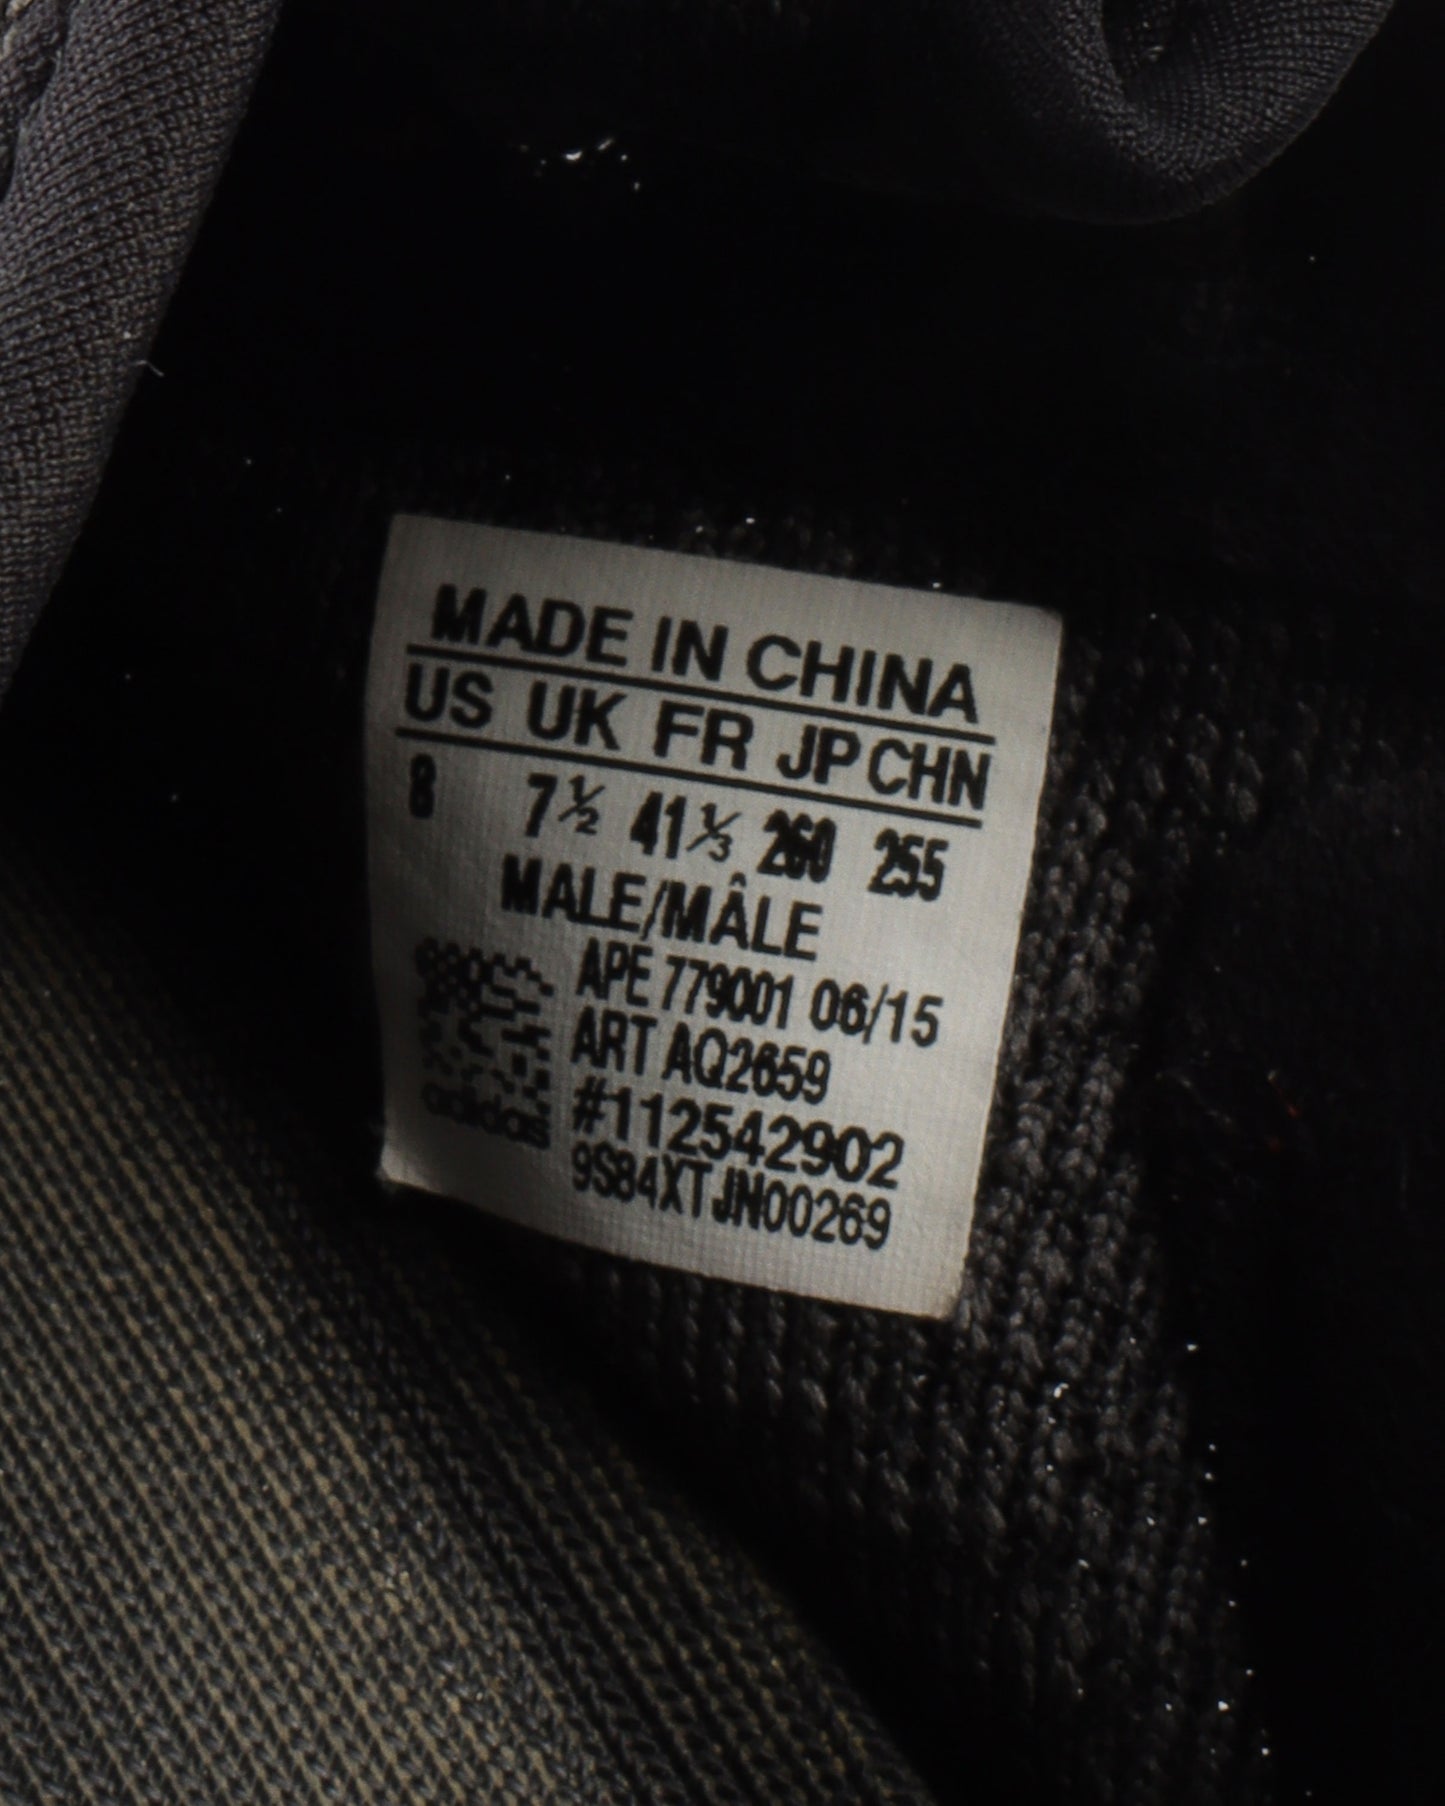 MADE IN CHINA
US UK FR JP CHN
8 7½ 41⅓ 260 255
MALE/MÂLE
APE 779001 06/15
ART AQ2659
#112542902
9S84XTJN00269
adidas